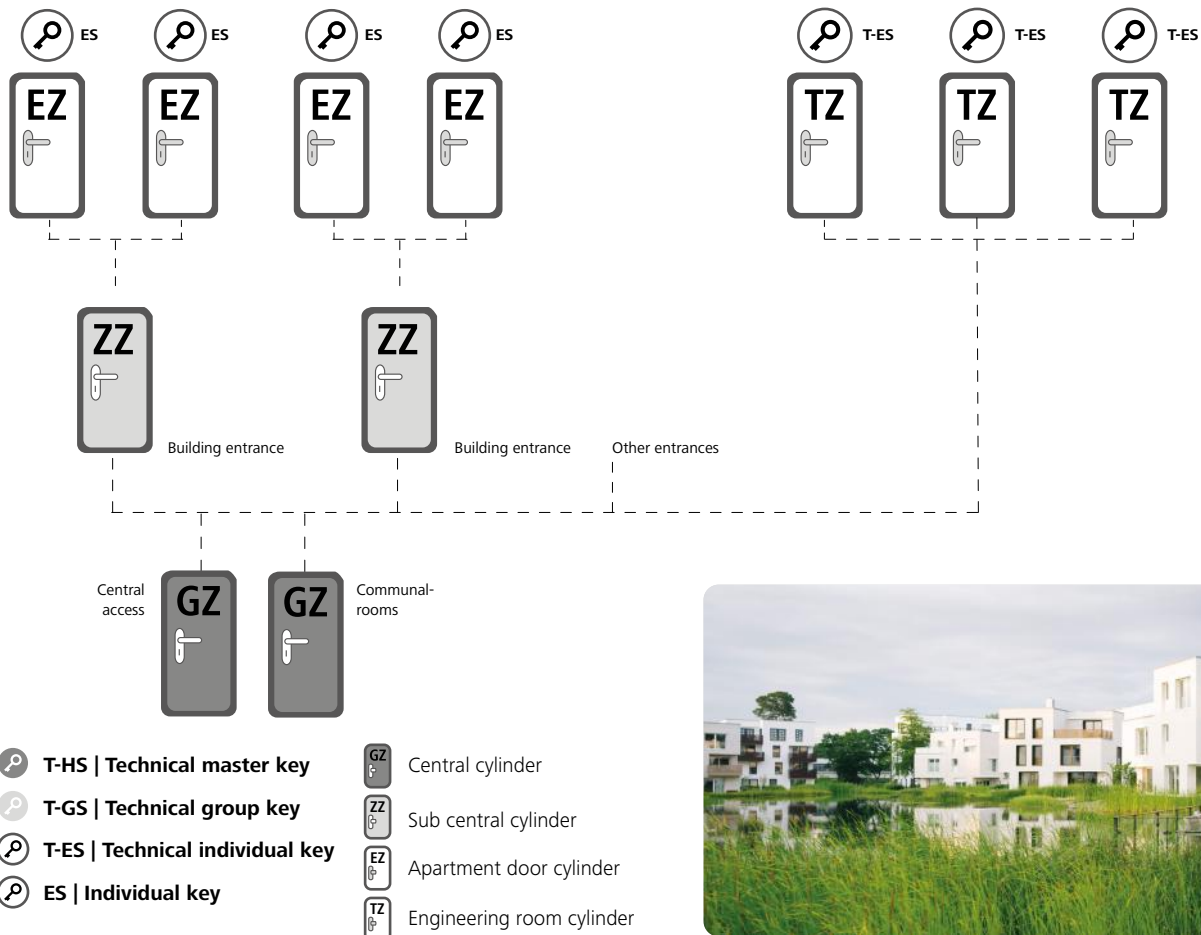 ES ES ES ES T-ES T-ES T-ES
EZ EZ EZ EZ TZ TZ TZ
ZZ ZZ
Building entrance Building entrance Other entrances
Central
access
GZ GZ
Communal-
rooms
T-HS | Technical master key
T-GS | Technical group key
T-ES | Technical individual key
ES | Individual key
GZ Central cylinder
ZZ Sub central cylinder
EZ Apartment door cylinder
TZ Engineering room cylinder